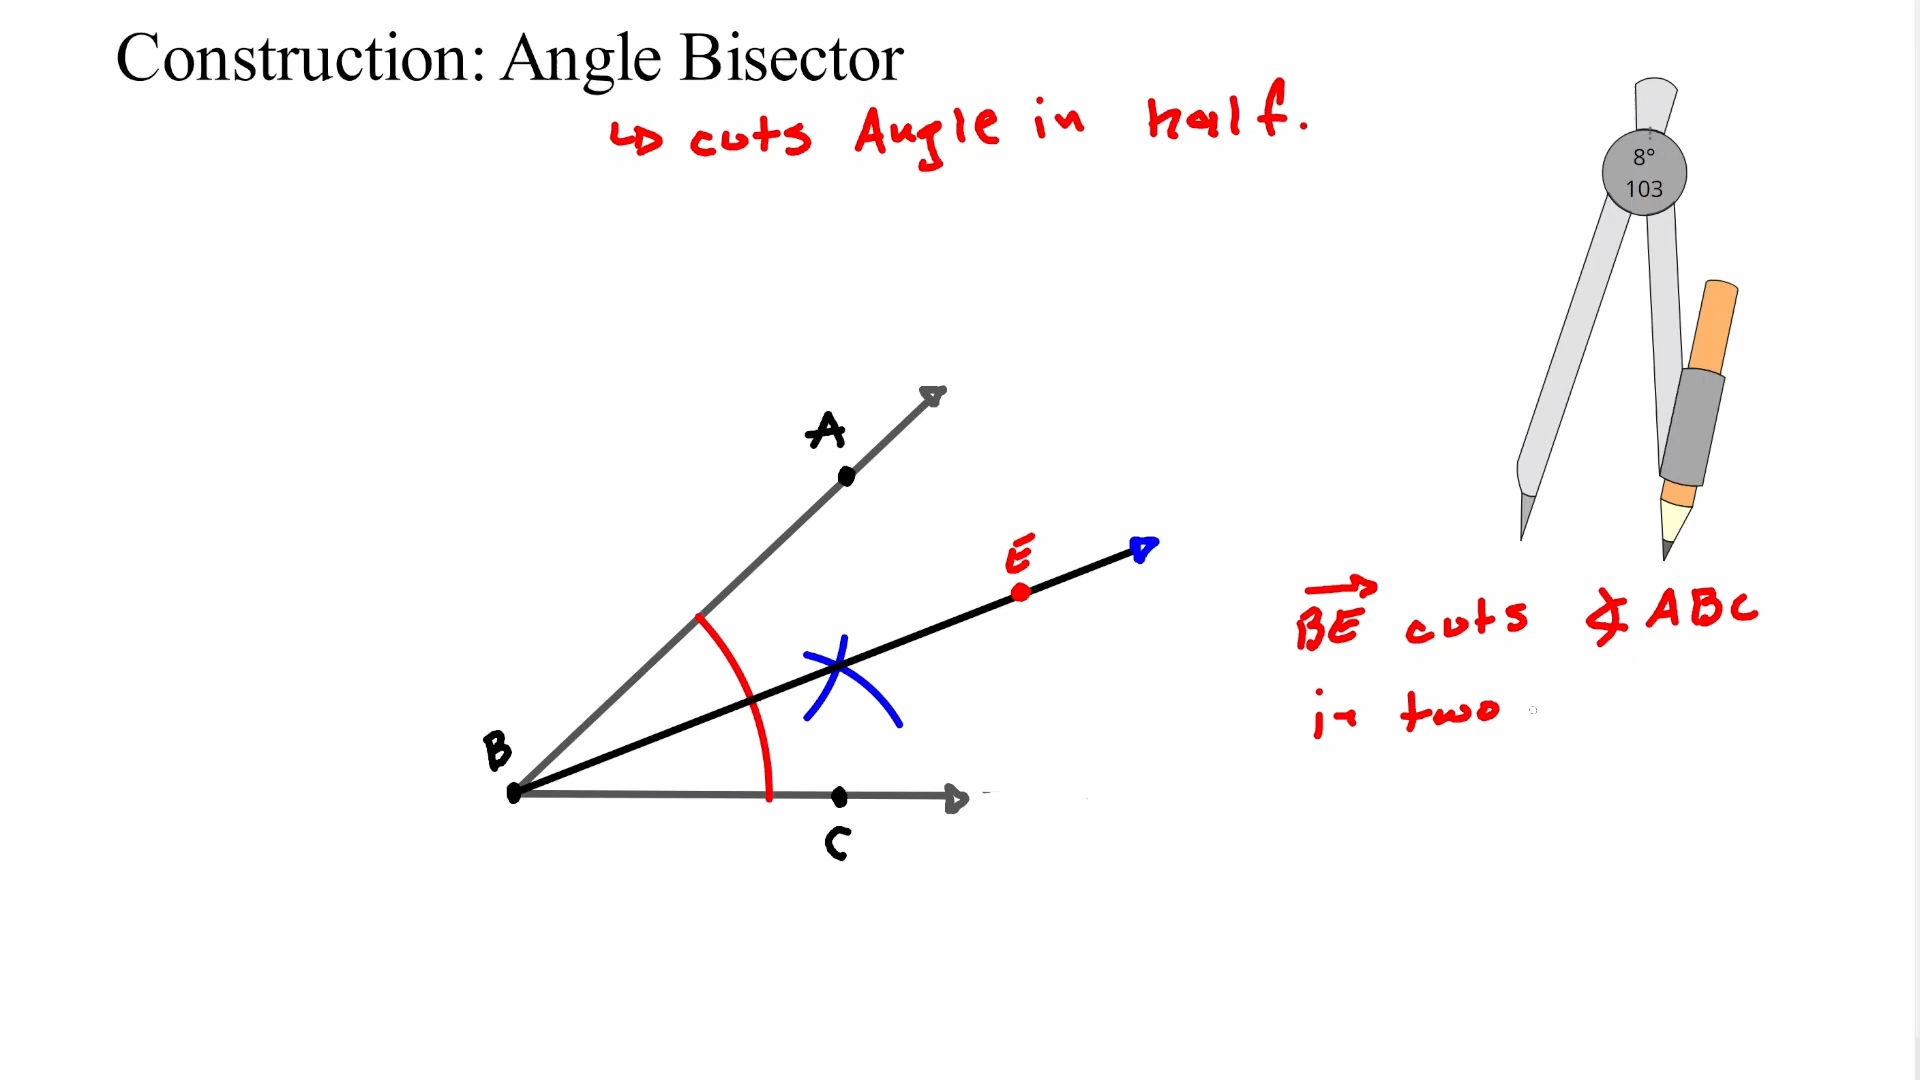 Construction: Angle Bisector
↳ cuts Angle in half.
8°
103
A
E
B
C
BE cuts ∡ ABC
in two